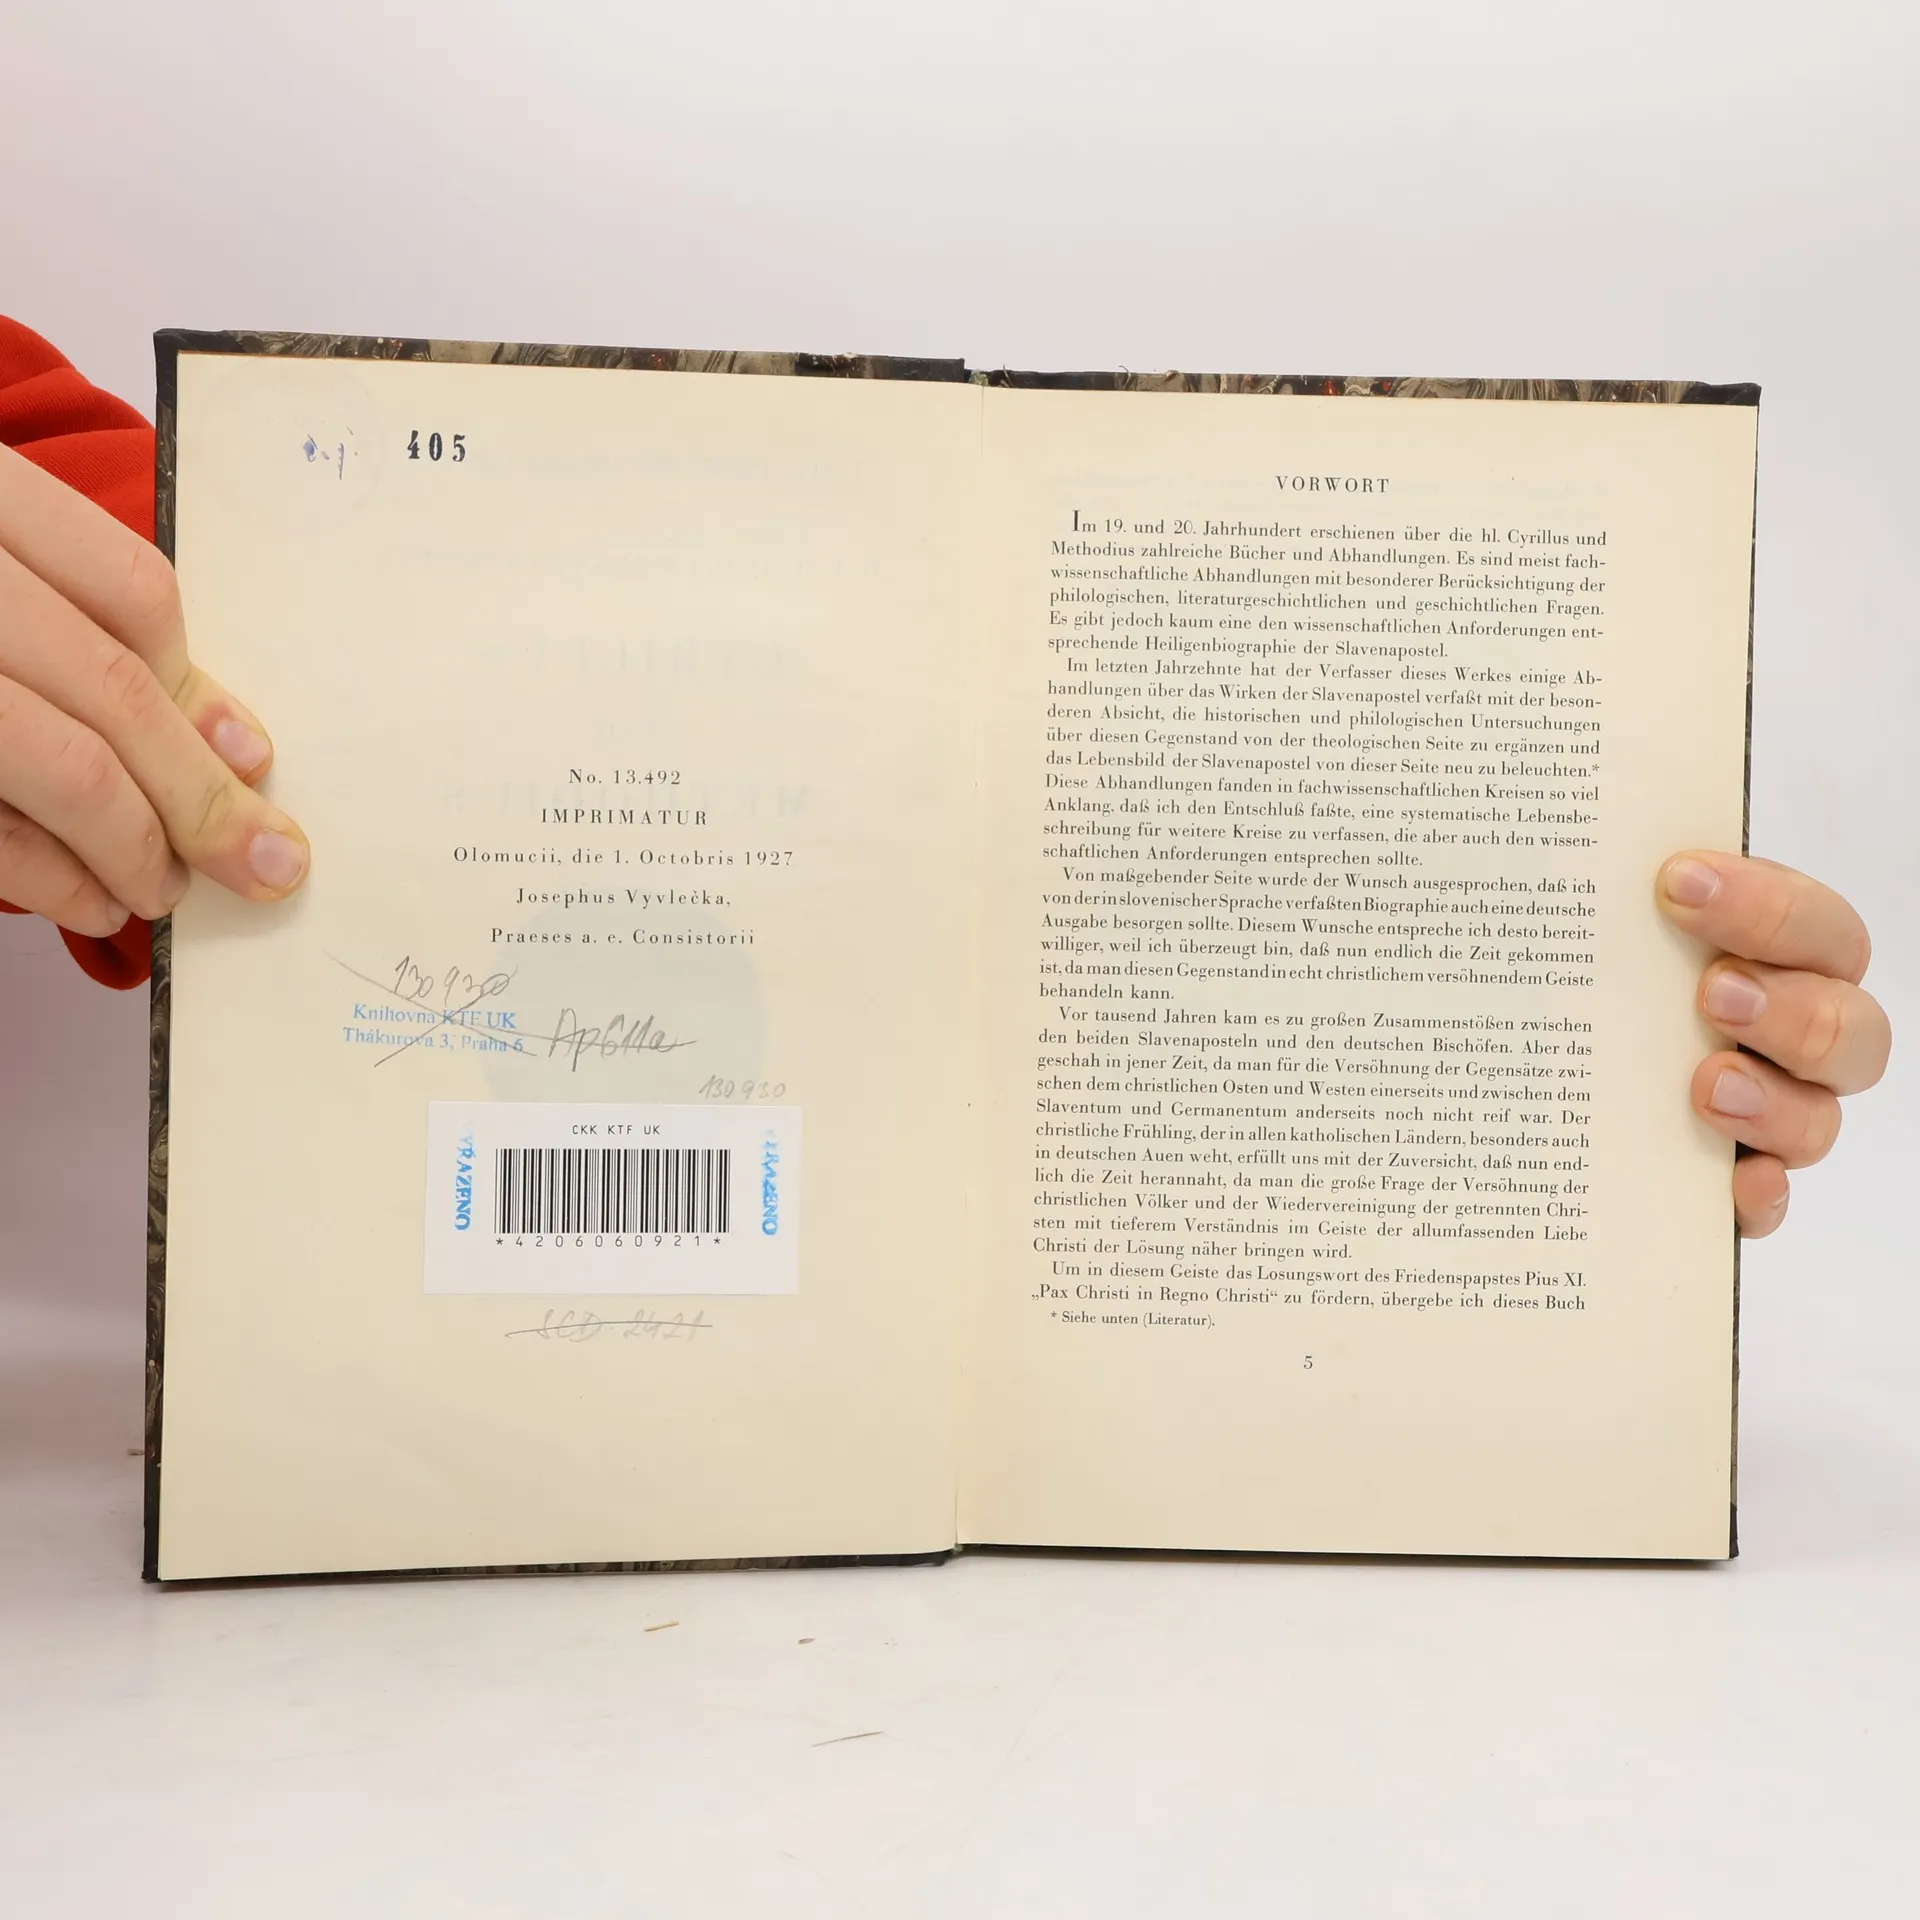 č.j. 405
No. 13.492
IMPRIMATUR
Olomucii, die 1. Octobris 1927
Josephus Vyvlečka,
Praeses a. e. Consistorii
130930
Knihovna KTF UK
Thákurova 3, Praha 6
130930
CKK KTF UK
VYŘAZENO
VYŘAZENO
*4206060921*
SCD 2421
VORWORT
Im 19. und 20. Jahrhundert erschienen über die hl. Cyrillus und
Methodius zahlreiche Bücher und Abhandlungen. Es sind meist fach-
wissenschaftliche Abhandlungen mit besonderer Berücksichtigung der
philologischen, literaturgeschichtlichen und geschichtlichen Fragen.
Es gibt jedoch kaum eine den wissenschaftlichen Anforderungen ent-
sprechende Heiligenbiographie der Slavenapostel.
Im letzten Jahrzehnte hat der Verfasser dieses Werkes einige Ab-
handlungen über das Wirken der Slavenapostel verfaßt mit der beson-
deren Absicht, die historischen und philologischen Untersuchungen
über diesen Gegenstand von der theologischen Seite zu ergänzen und
das Lebensbild der Slavenapostel von dieser Seite neu zu beleuchten.*
Diese Abhandlungen fanden in fachwissenschaftlichen Kreisen so viel
Anklang, daß ich den Entschluß faßte, eine systematische Lebensbe-
schreibung für weitere Kreise zu verfassen, die aber auch den wissen-
schaftlichen Anforderungen entsprechen sollte.
Von maßgebender Seite wurde der Wunsch ausgesprochen, daß ich
von der in slovenischer Sprache verfaßten Biographie auch eine deutsche
Ausgabe besorgen sollte. Diesem Wunsche entspreche ich desto bereit-
williger, weil ich überzeugt bin, daß nun endlich die Zeit gekommen
ist, da man diesen Gegenstand in echt christlichem versöhnendem Geiste
behandeln kann.
Vor tausend Jahren kam es zu großen Zusammenstößen zwischen
den beiden Slavenaposteln und den deutschen Bischöfen. Aber das
geschah in jener Zeit, da man für die Versöhnung der Gegensätze zwi-
schen dem christlichen Osten und Westen einerseits und zwischen dem
Slaventum und Germanentum anderseits noch nicht reif war. Der
christliche Frühling, der in allen katholischen Ländern, besonders auch
in deutschen Auen weht, erfüllt uns mit der Zuversicht, daß nun end-
lich die Zeit herannaht, da man die große Frage der Versöhnung der
christlichen Völker und der Wiedervereinigung der getrennten Chri-
sten mit tieferem Verständnis im Geiste der allumfassenden Liebe
Christi der Lösung näher bringen wird.
Um in diesem Geiste das Losungswort des Friedenspapstes Pius XI.
„Pax Christi in Regno Christi“ zu fördern, übergebe ich dieses Buch
* Siehe unten (Literatur).
5